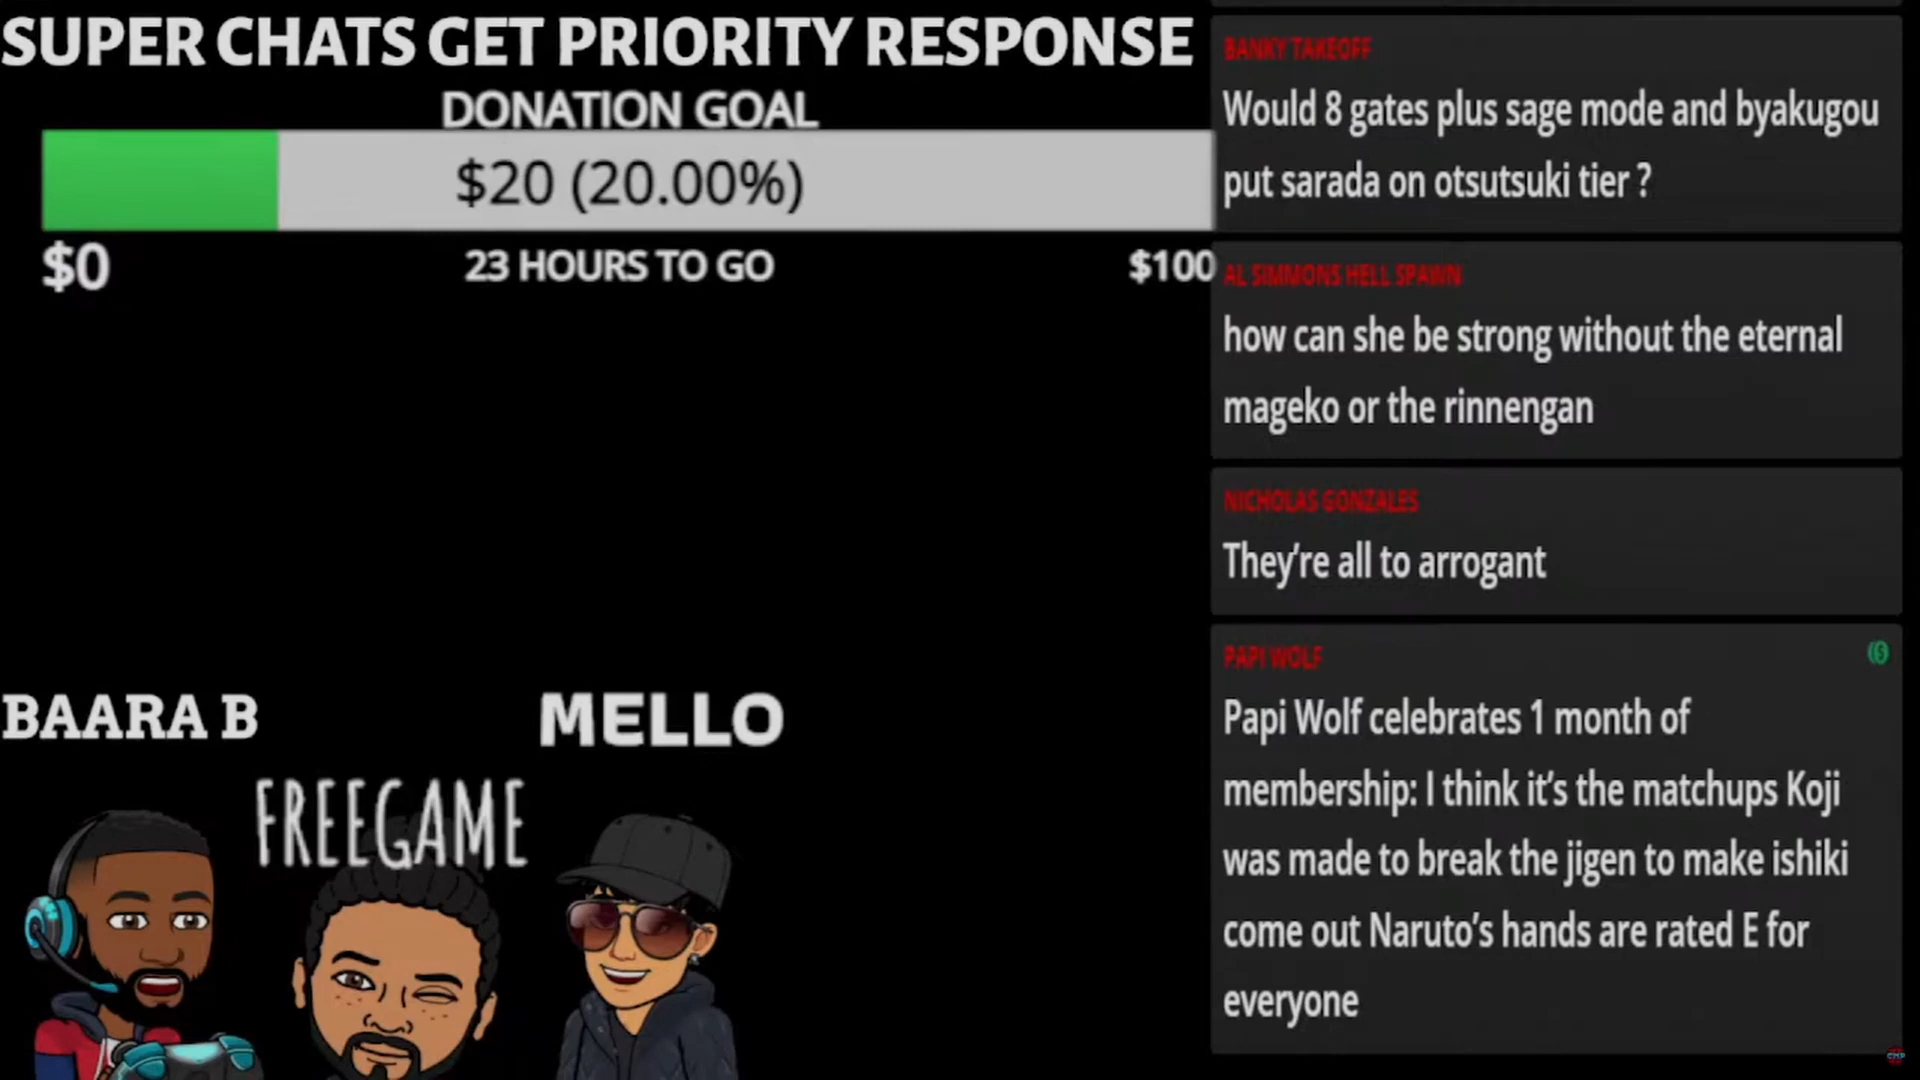 SUPER CHATS GET PRIORITY RESPONSE
DONATION GOAL
$20 (20.00%)
$0
23 HOURS TO GO
$100
BAARA B
FREEGAME
MELLO
BANKY TAKEOFF
Would 8 gates plus sage mode and byakugou
put sarada on otsutsuki tier ?
AL SIMMONS HELL SPAWN
how can she be strong without the eternal
mageko or the rinnengan
NICHOLAS GONZALES
They're all to arrogant
PAPI WOLF
Papi Wolf celebrates 1 month of
membership: I think it's the matchups Koji
was made to break the jigen to make ishiki
come out Naruto's hands are rated E for
everyone